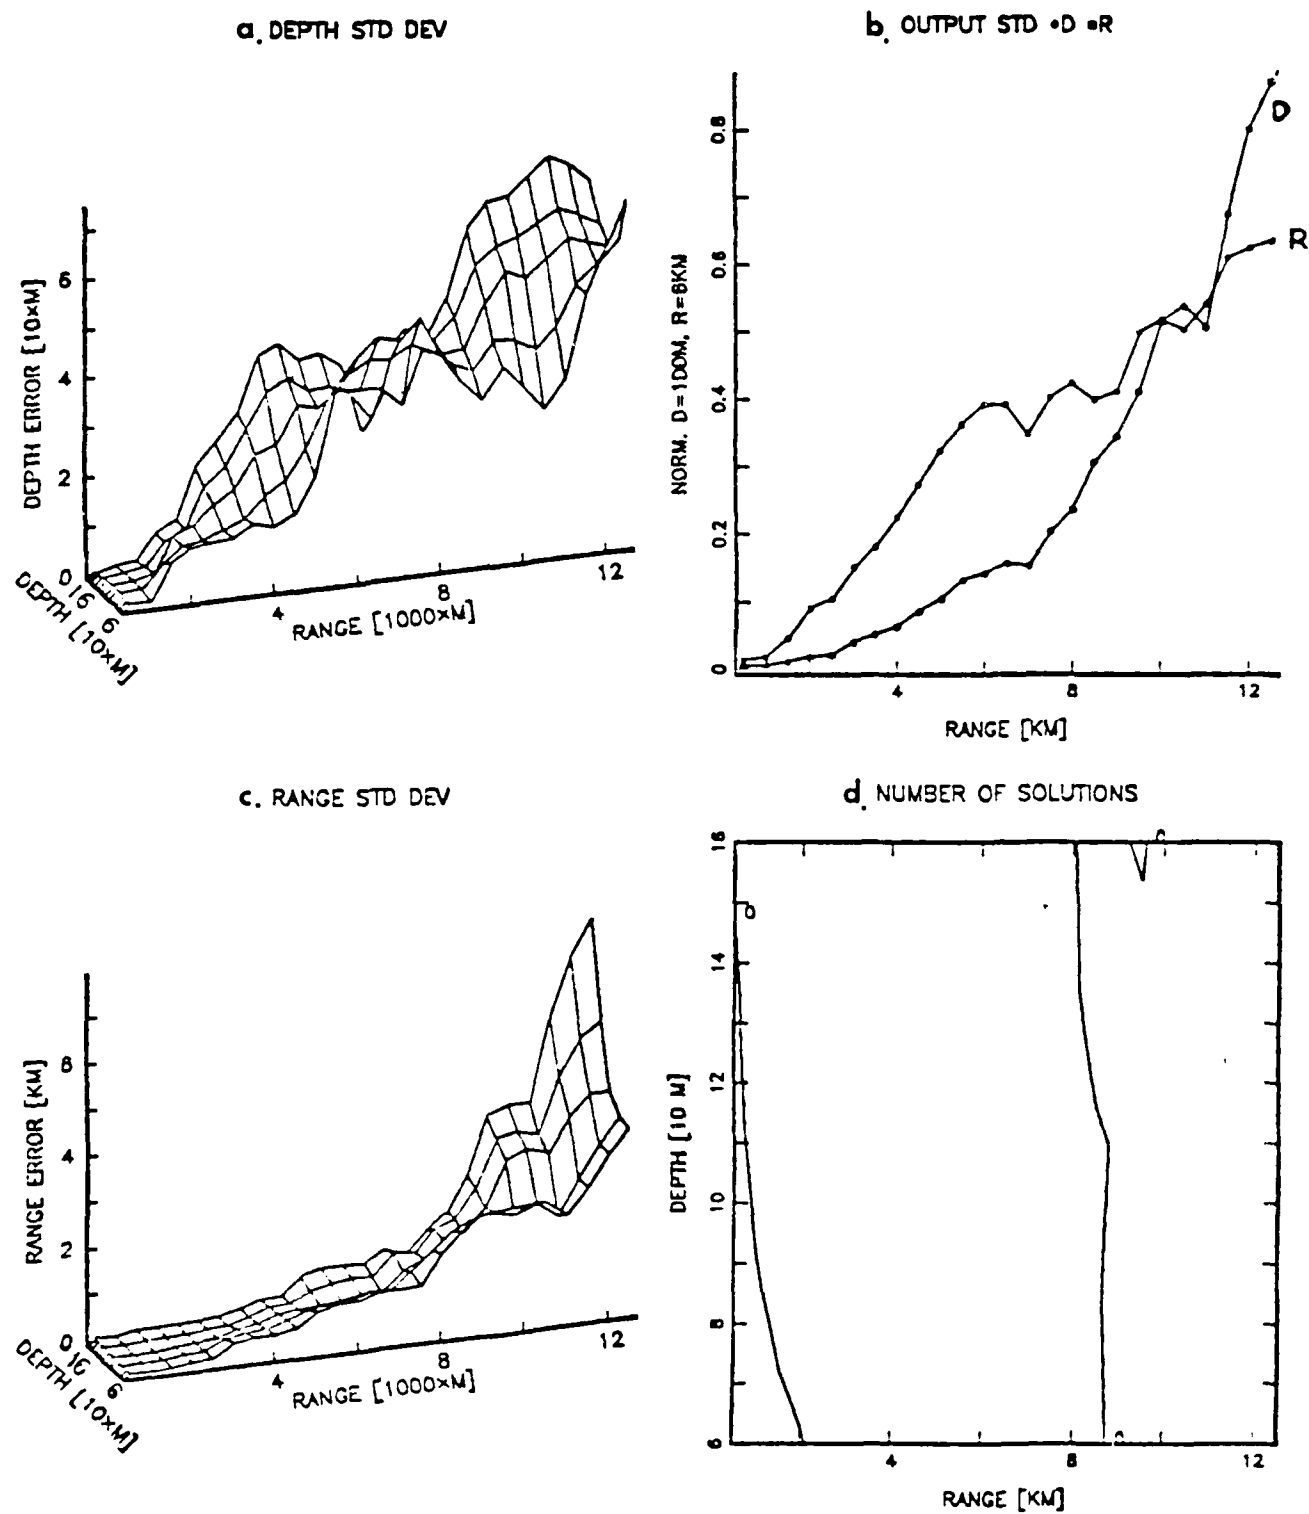 a. DEPTH STD DEV
DEPTH ERROR [10×M]
6
4
2
0
16
6
DEPTH [10×M]
4
8
12
RANGE [1000×M]
b. OUTPUT STD •D ▪R
NORM. D=100M, R=6KM
0.8
0.6
0.4
0.2
0
D
R
4
8
12
RANGE [KM]
c. RANGE STD DEV
RANGE ERROR [KM]
4
2
0
16
6
DEPTH [10×M]
4
8
12
RANGE [1000×M]
d. NUMBER OF SOLUTIONS
DEPTH [10 M]
16
14
12
10
8
6
0
4
8
12
RANGE [KM]